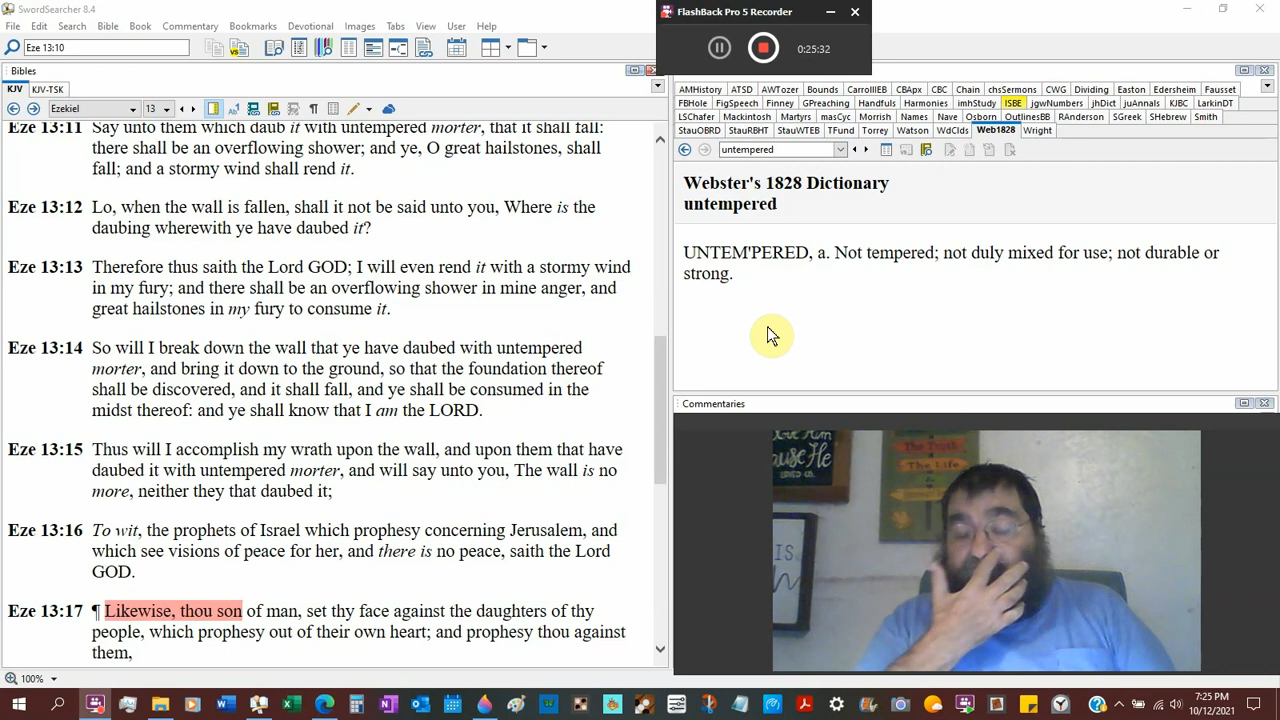 SwordSearcher 8.4
File Edit Search Bible Book Commentary Devotional Images Tabs View User Help
Eze 13:10
VS
Bibles
KJV KJV-TSK
Ezekiel 13
Eze 13:11 Say unto them which daub it with untempered morter, that it shall fall:
there shall be an overflowing shower; and ye, O great hailstones, shall
fall; and a stormy wind shall rend it.
Eze 13:12 Lo, when the wall is fallen, shall it not be said unto you, Where is the
daubing wherewith ye have daubed it?
Eze 13:13 Therefore thus saith the Lord GOD; I will even rend it with a stormy wind
in my fury; and there shall be an overflowing shower in mine anger, and
great hailstones in my fury to consume it.
Eze 13:14 So will I break down the wall that ye have daubed with untempered
morter, and bring it down to the ground, so that the foundation thereof
shall be discovered, and it shall fall, and ye shall be consumed in the
midst thereof: and ye shall know that I am the LORD.
Eze 13:15 Thus will I accomplish my wrath upon the wall, and upon them that have
daubed it with untempered morter, and will say unto you, The wall is no
more, neither they that daubed it;
Eze 13:16 To wit, the prophets of Israel which prophesy concerning Jerusalem, and
which see visions of peace for her, and there is no peace, saith the Lord
GOD.
Eze 13:17 ¶ Likewise, thou son of man, set thy face against the daughters of thy
people, which prophesy out of their own heart; and prophesy thou against
them,
100%
FlashBack Pro 5 Recorder
0:25:32
AMHistory ATSD AWTozer Bounds CarrollEIB CBApx CBC Chain chsSermons CWG Dividing Easton Edersheim Fausset
FBHole FigSpeech Finney GPreaching Handfuls Harmonies imhStudy ISBE jgwNumbers jhDict juAnnals KJBC LarkinDT
LSChafer Mackintosh Martyrs masCyc Morrish Names Nave Osborn OutlinesBB RAnderson SGreek SHebrew Smith
StauOBRD StauRBHT StauWTEB TFund Torrey Watson WdClds Web1828 Wright
untempered
Webster's 1828 Dictionary
untempered
UNTEM'PERED, a. Not tempered; not duly mixed for use; not durable or
strong.
Commentaries
The Truth
The Life
ause He
LOVED US.
IS
7:25 PM
10/12/2021